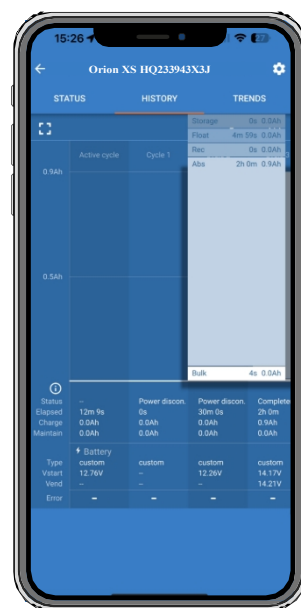 15:26
Orion XS HQ233943X3J
STATUS HISTORY TRENDS
Storage 0s 0.0Ah
Float 4m 59s 0.0Ah
Rec 0s 0.0Ah
Active cycle Cycle 1
Abs 2h 0m 0.9Ah
0.9Ah
0.5Ah
Bulk 4s 0.0Ah
Status -- Power discon. Power discon. Complete
Elapsed 12m 9s 0s 30m 0s 2h 0m
Charge 0.0Ah 0.0Ah 0.0Ah 0.9Ah
Maintain 0.0Ah 0.0Ah 0.0Ah 0.0Ah
Battery
Type custom custom custom custom
Vstart 12.76V -- 12.26V 14.17V
Vend -- -- -- 14.21V
Error – – – –